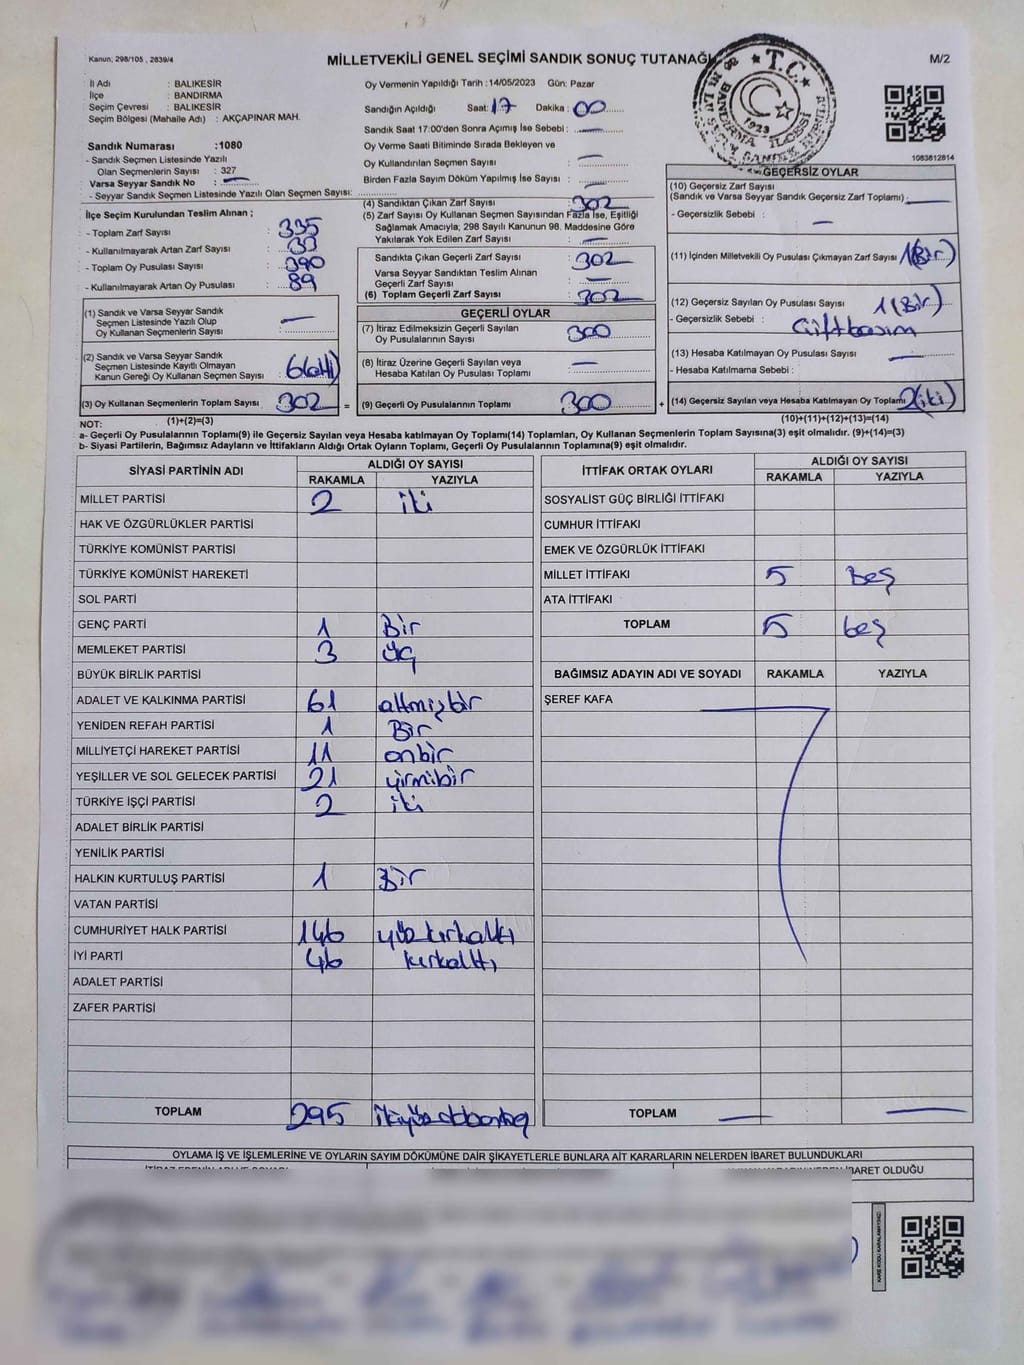 Kanun; 298/105 , 2839/4
MİLLETVEKİLİ GENEL SEÇİMİ SANDIK SONUÇ TUTANAĞI
M/2
İl Adı : BALIKESİR
İlçe : BANDIRMA
Seçim Çevresi : BALIKESİR
Seçim Bölgesi (Mahalle Adı) : AKÇAPINAR MAH.
Sandık Numarası :1080
- Sandık Seçmen Listesinde Yazılı
Olan Seçmenlerin Sayısı : 327
Varsa Seyyar Sandık No : —
- Seyyar Sandık Seçmen Listesinde Yazılı Olan Seçmen Sayısı:
Oy Vermenin Yapıldığı Tarih :14/05/2023 Gün: Pazar
Sandığın Açıldığı Saat: 17 Dakika : 00
Sandık Saat 17:00'den Sonra Açımış İse Sebebi : —
Oy Verme Saati Bitiminde Sırada Bekleyen ve
Oy Kullandırılan Seçmen Sayısı : —
Birden Fazla Sayım Döküm Yapılmış İse Sayısı : —
T.C.
BANDIRMA İLÇESİ
1923
1083812814
İlçe Seçim Kurulundan Teslim Alınan ;
- Toplam Zarf Sayısı : 335
- Kullanılmayarak Artan Zarf Sayısı : 33
- Toplam Oy Pusulası Sayısı : 390
- Kullanılmayarak Artan Oy Pusulası : 89
(1) Sandık ve Varsa Seyyar Sandık
Seçmen Listesinde Yazılı Olup
Oy Kullanan Seçmenlerin Sayısı : —
(2) Sandık ve Varsa Seyyar Sandık
Seçmen Listesinde Kayıtlı Olmayan
Kanun Gereği Oy Kullanan Seçmen Sayısı : 6(altı)
(3) Oy Kullanan Seçmenlerin Toplam Sayısı 302 =
(4) Sandıktan Çıkan Zarf Sayısı : 302
(5) Zarf Sayısı Oy Kullanan Seçmen Sayısından Fazla İse, Eşitliği
Sağlamak Amacıyla; 298 Sayılı Kanunun 98. Maddesine Göre
Yakılarak Yok Edilen Zarf Sayısı : —
Sandıkta Çıkan Geçerli Zarf Sayısı : 302
Varsa Seyyar Sandıktan Teslim Alınan
Geçerli Zarf Sayısı : —
(6) Toplam Geçerli Zarf Sayısı : 302
GEÇERLİ OYLAR
(7) İtiraz Edilmeksizin Geçerli Sayılan
Oy Pusulalarının Sayısı : 300
(8) İtiraz Üzerine Geçerli Sayılan veya
Hesaba Katılan Oy Pusulası Toplamı : —
(9) Geçerli Oy Pusulalarının Toplamı : 300 +
GEÇERSİZ OYLAR
(10) Geçersiz Zarf Sayısı
(Sandık ve Varsa Seyyar Sandık Geçersiz Zarf Toplamı) : —
- Geçersizlik Sebebi : —
(11) İçinden Milletvekili Oy Pusulası Çıkmayan Zarf Sayısı : 1(Bir)
(12) Geçersiz Sayılan Oy Pusulası Sayısı : 1(Bir)
- Geçersizlik Sebebi : Çift basım
(13) Hesaba Katılmayan Oy Pusulası Sayısı : —
- Hesaba Katılmama Sebebi :
(14) Geçersiz Sayılan veya Hesaba Katılmayan Oy Toplamı : 2(iki)
NOT: (1)+(2)=(3) (10)+(11)+(12)+(13)=(14)
a- Geçerli Oy Pusulalarının Toplamı(9) ile Geçersiz Sayılan veya Hesaba katılmayan Oy Toplamı(14) Toplamları, Oy Kullanan Seçmenlerin Toplam Sayısına(3) eşit olmalıdır. (9)+(14)=(3)
b- Siyasi Partilerin, Bağımsız Adayların ve İttifakların Aldığı Ortak Oyların Toplamı, Geçerli Oy Pusulalarının Toplamına(9) eşit olmalıdır.
SİYASİ PARTİNİN ADI ALDIĞI OY SAYISI
RAKAMLA YAZIYLA
MİLLET PARTİSİ 2 iki
HAK VE ÖZGÜRLÜKLER PARTİSİ
TÜRKİYE KOMÜNİST PARTİSİ
TÜRKİYE KOMÜNİST HAREKETİ
SOL PARTİ
GENÇ PARTİ 1 Bir
MEMLEKET PARTİSİ 3 üç
BÜYÜK BİRLİK PARTİSİ
ADALET VE KALKINMA PARTİSİ 61 altmışbir
YENİDEN REFAH PARTİSİ 1 Bir
MİLLİYETÇİ HAREKET PARTİSİ 11 onbir
YEŞİLLER VE SOL GELECEK PARTİSİ 21 yirmibir
TÜRKİYE İŞÇİ PARTİSİ 2 iki
ADALET BİRLİK PARTİSİ
YENİLİK PARTİSİ
HALKIN KURTULUŞ PARTİSİ 1 Bir
VATAN PARTİSİ
CUMHURİYET HALK PARTİSİ 146 yüzkırkaltı
İYİ PARTİ 46 kırkaltı
ADALET PARTİSİ
ZAFER PARTİSİ
TOPLAM 295
İTTİFAK ORTAK OYLARI ALDIĞI OY SAYISI
RAKAMLA YAZIYLA
SOSYALİST GÜÇ BİRLİĞİ İTTİFAKI
CUMHUR İTTİFAKI
EMEK VE ÖZGÜRLÜK İTTİFAKI
MİLLET İTTİFAKI 5 Beş
ATA İTTİFAKI
TOPLAM 5 beş
BAĞIMSIZ ADAYIN ADI VE SOYADI RAKAMLA YAZIYLA
ŞEREF KAFA
TOPLAM — —
OYLAMA İŞ VE İŞLEMLERİNE VE OYLARIN SAYIM DÖKÜMÜNE DAİR ŞİKAYETLERLE BUNLARA AİT KARARLARIN NELERDEN İBARET BULUNDUKLARI
İBARET OLDUĞU
KARE KODU KARALAMAYINIZ!